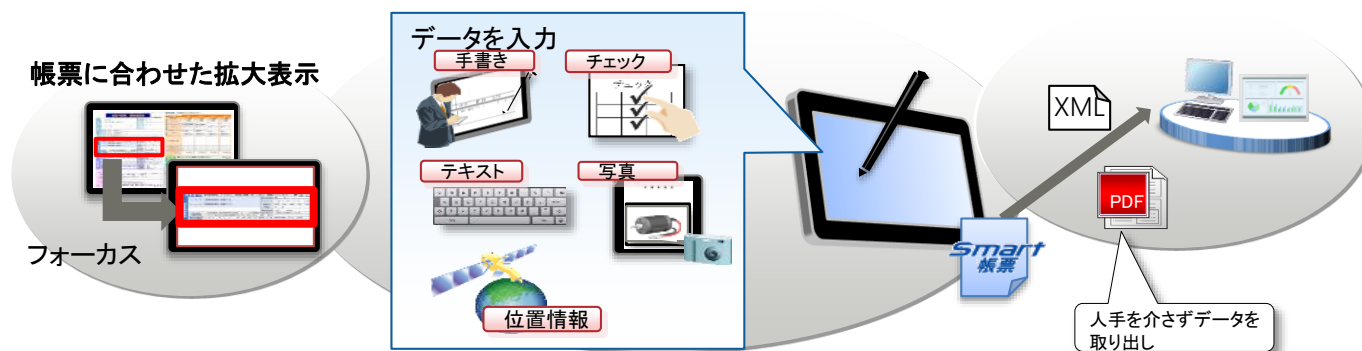 帳票に合わせた拡大表示
フォーカス
データを入力
手書き
チェック
チェック
テキスト
写真
位置情報
Smart
帳票
XML
PDF
人手を介さずデータを
取り出し